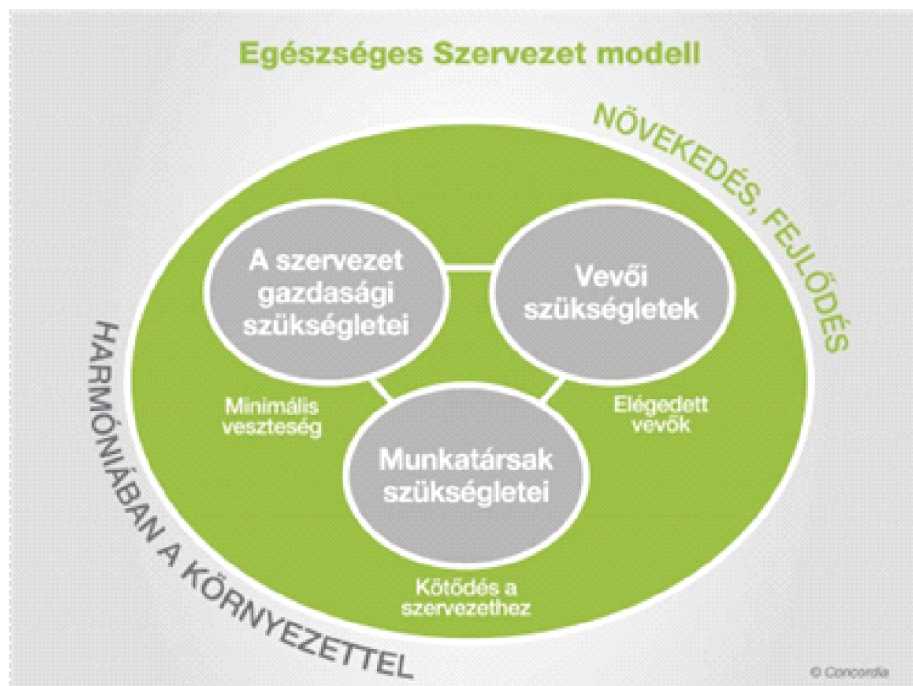 Egészséges Szervezet modell
NÖVEKEDÉS, FEJLŐDÉS
A szervezet
gazdasági
szükségletei
Vevői
szükségletek
Minimális
veszteség
Elégedett
vevők
Munkatársak
szükségletei
Kötődés a
szervezethez
HARMÓNIÁBAN A KÖRNYEZETTEL
© Concordia